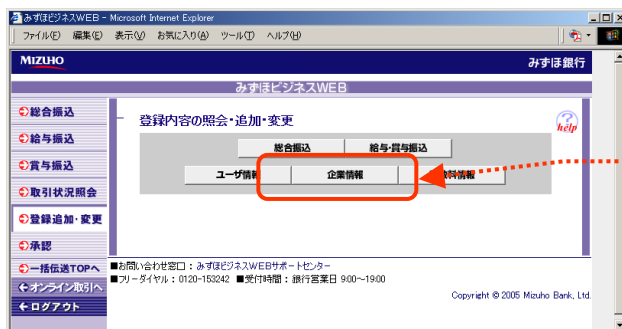 みずほビジネスWEB - Microsoft Internet Explorer
ファイル(F) 編集(E) 表示(V) お気に入り(A) ツール(T) ヘルプ(H)
MIZUHO みずほ銀行
みずほビジネスWEB
総合振込
給与振込
賞与振込
取引状況照会
登録追加・変更
承認
一括伝送TOPへ
オンライン取引へ
ログアウト
登録内容の照会・追加・変更
help
総合振込 給与・賞与振込
ユーザ情報 企業情報
■お問い合わせ窓口:みずほビジネスWEBサポートセンター
■フリーダイヤル:0120-153242 ■受付時間:銀行営業日 9:00~19:00
Copyright © 2005 Mizuho Bank, Ltd.